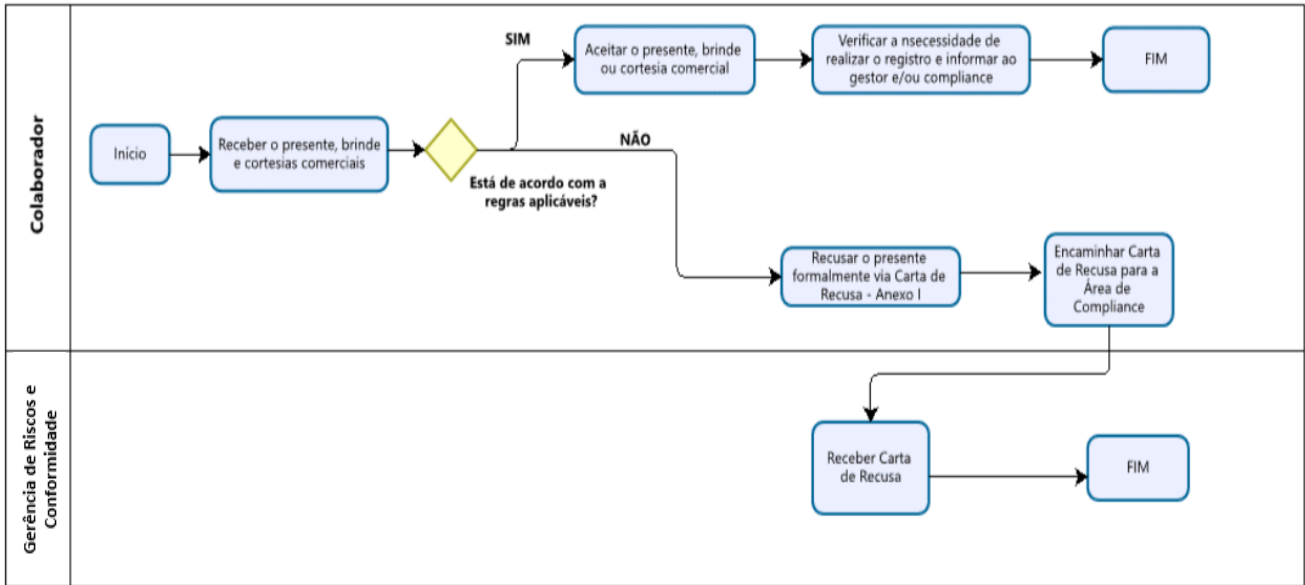 Colaborador
Início
Receber o presente, brinde
e cortesias comerciais
Está de acordo com a
regras aplicáveis?
SIM
Aceitar o presente, brinde
ou cortesia comercial
Verificar a nsecessidade de
realizar o registro e informar ao
gestor e/ou compliance
FIM
NÃO
Recusar o presente
formalmente via Carta de
Recusa - Anexo I
Encaminhar Carta
de Recusa para a
Área de
Compliance
Gerência de Riscos e
Conformidade
Receber Carta
de Recusa
FIM